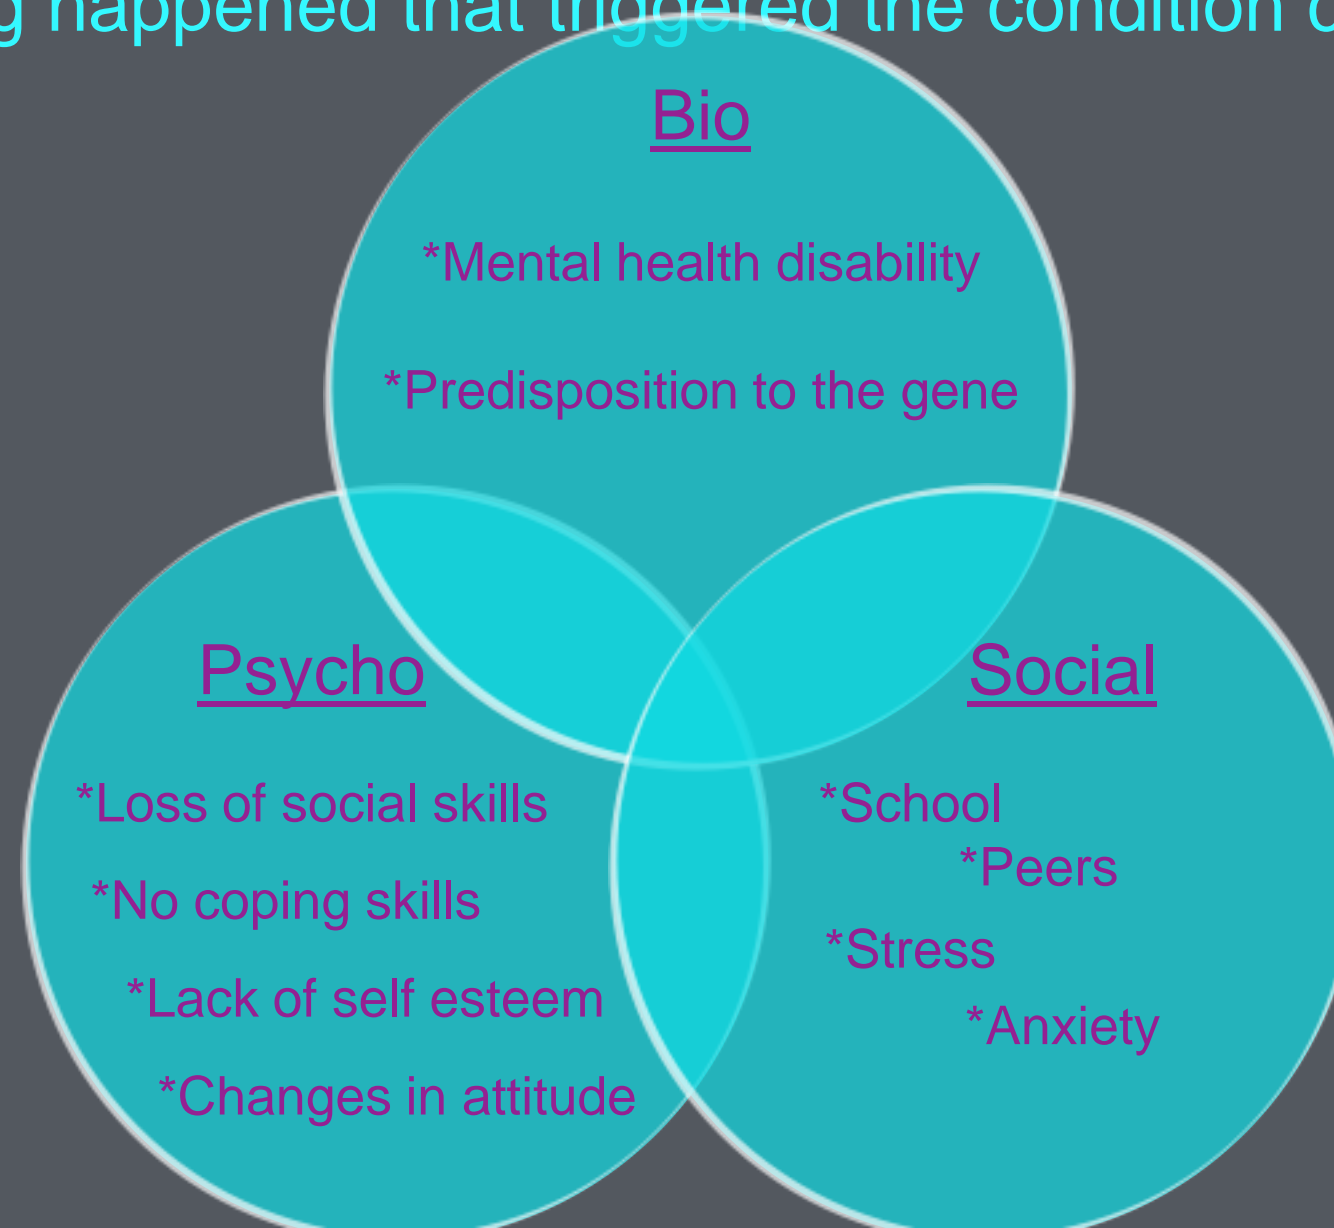 g happened that triggered the condition
Bio
*Mental health disability
*Predisposition to the gene
Psycho
*Loss of social skills
*No coping skills
*Lack of self esteem
*Changes in attitude
Social
*School
*Peers
*Stress
*Anxiety